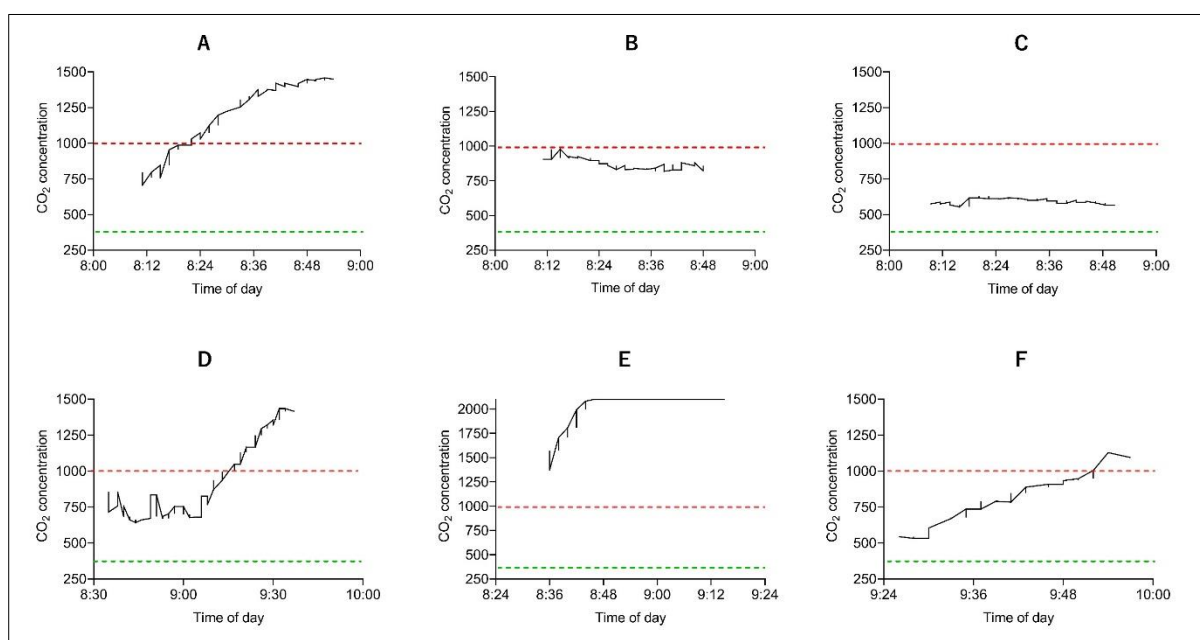 A
CO₂ concentration
1500
1250
1000
750
500
250
8:00 8:12 8:24 8:36 8:48 9:00
Time of day
B
CO₂ concentration
1500
1250
1000
750
500
250
8:00 8:12 8:24 8:36 8:48 9:00
Time of day
C
CO₂ concentration
1500
1250
1000
750
500
250
8:00 8:12 8:24 8:36 8:48 9:00
Time of day
D
CO₂ concentration
1500
1250
1000
750
500
250
8:30 9:00 9:30 10:00
Time of day
E
CO₂ concentration
2000
1750
1500
1250
1000
750
500
250
8:24 8:36 8:48 9:00 9:12 9:24
Time of day
F
CO₂ concentration
1500
1250
1000
750
500
250
9:24 9:36 9:48 10:00
Time of day